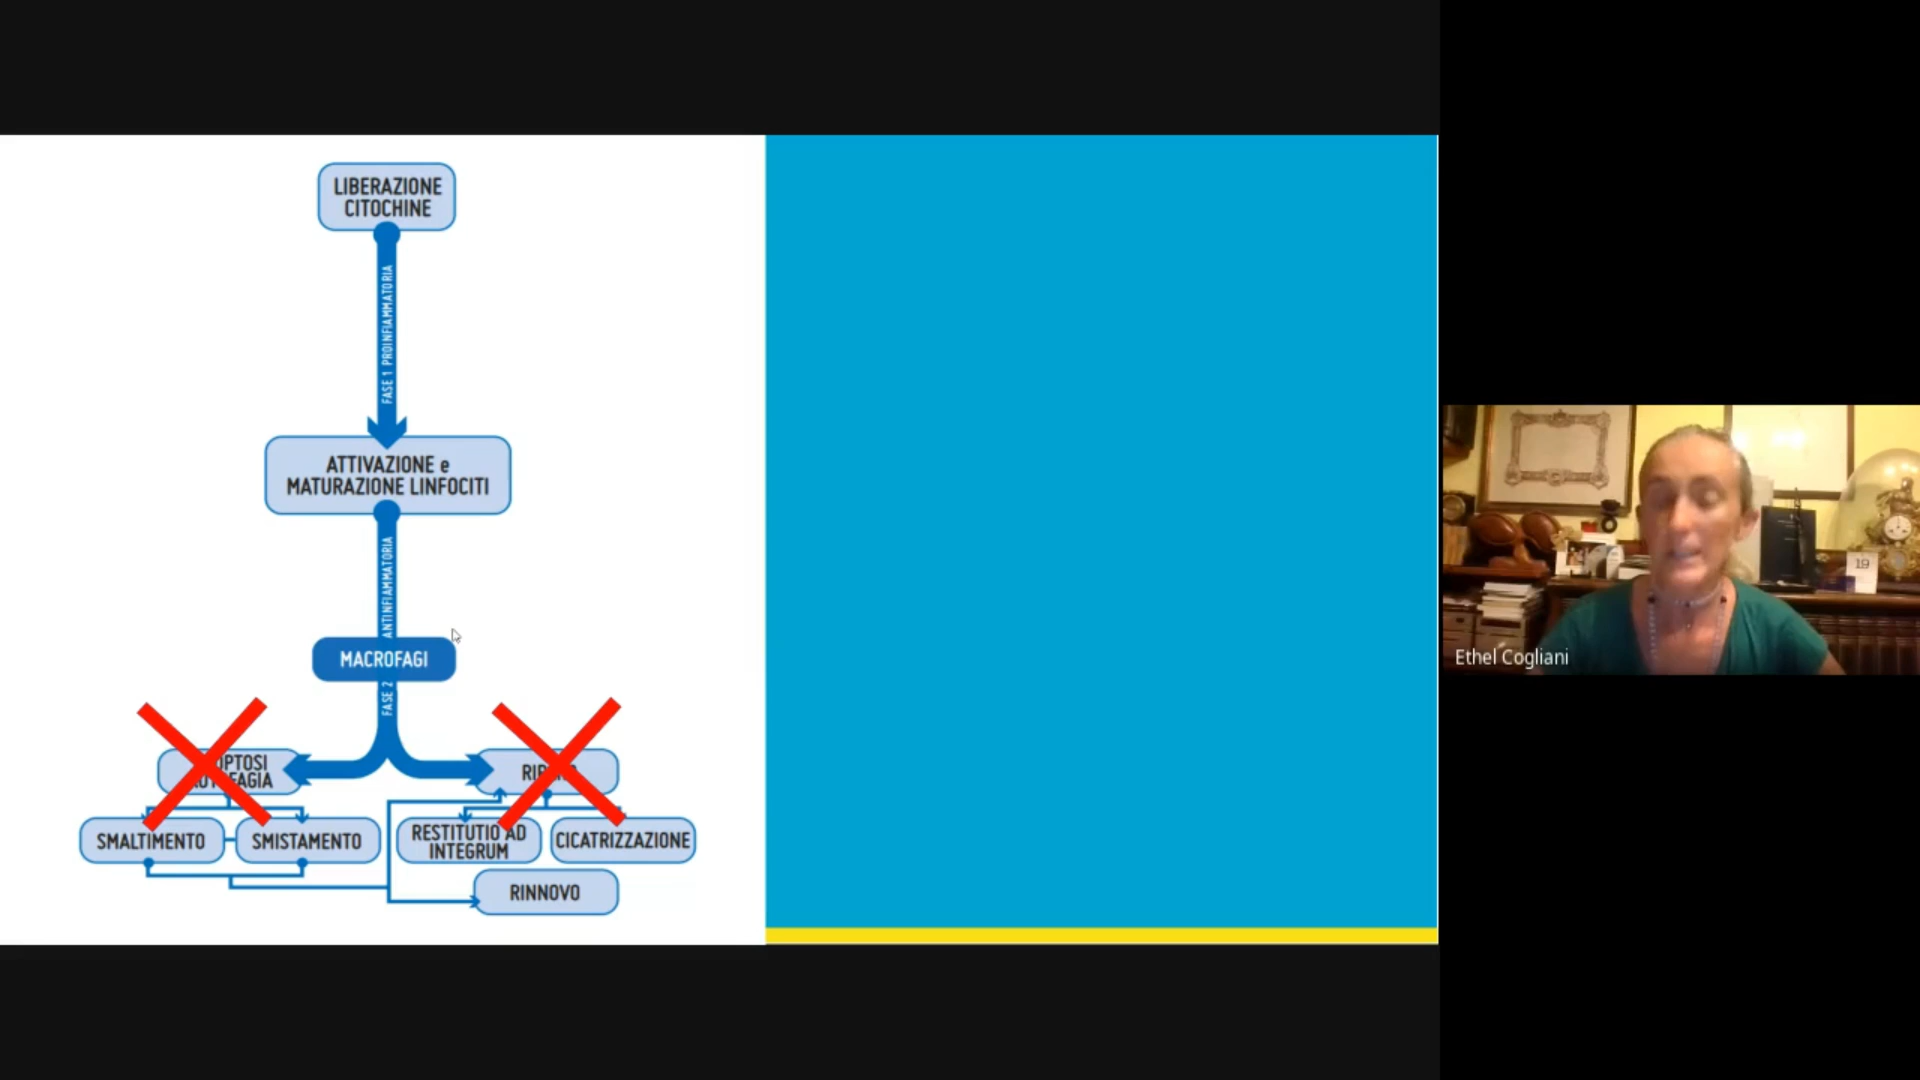 LIBERAZIONE
CITOCHINE
FASE 1 PROINFIAMMATORIA
ATTIVAZIONE e
MATURAZIONE LINFOCITI
FASE 2 ANTINFIAMMATORIA
MACROFAGI
SMALTIMENTO
SMISTAMENTO
RESTITUTIO AD
INTEGRUM
CICATRIZZAZIONE
RINNOVO
Ethel Cogliani
19